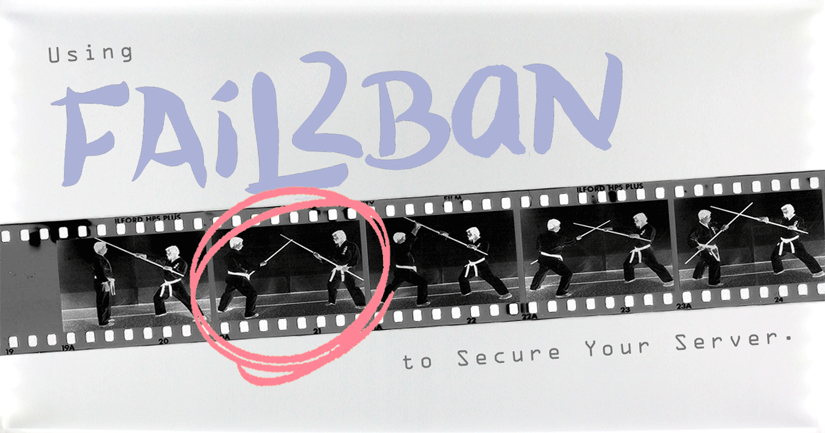 Using
FAiL2BAN
ILFORD HP5 PLUS
ILFORD HP5 PLUS
19
19A
20
21
22
22A
23
23A
24
to Secure Your Server.